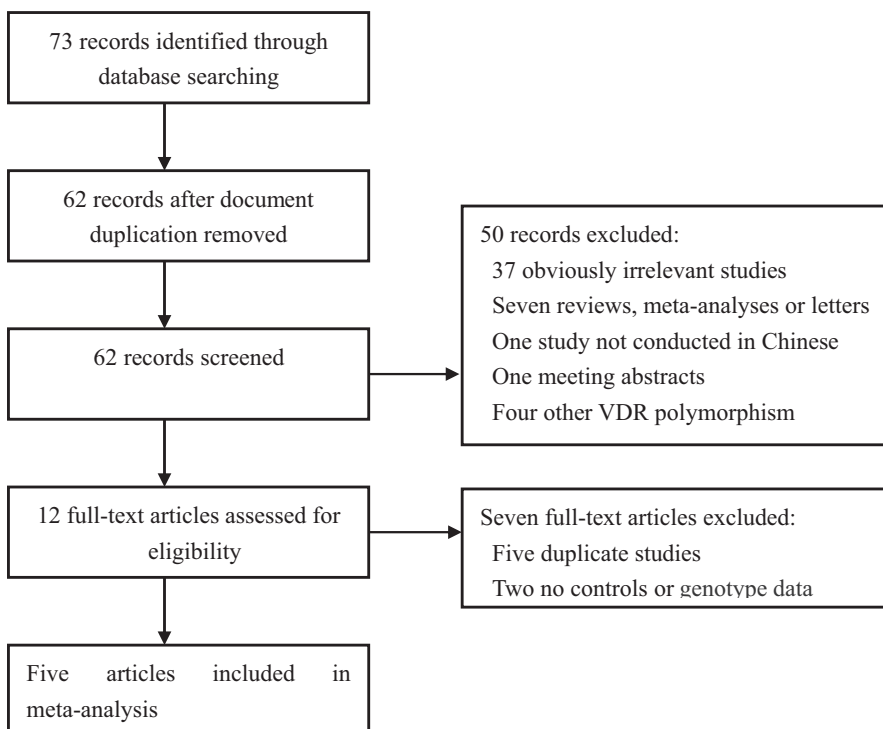 73 records identified through
database searching
62 records after document
duplication removed
50 records excluded:
37 obviously irrelevant studies
Seven reviews, meta-analyses or letters
One study not conducted in Chinese
One meeting abstracts
Four other VDR polymorphism
62 records screened
12 full-text articles assessed for
eligibility
Seven full-text articles excluded:
Five duplicate studies
Two no controls or genotype data
Five articles included in
meta-analysis